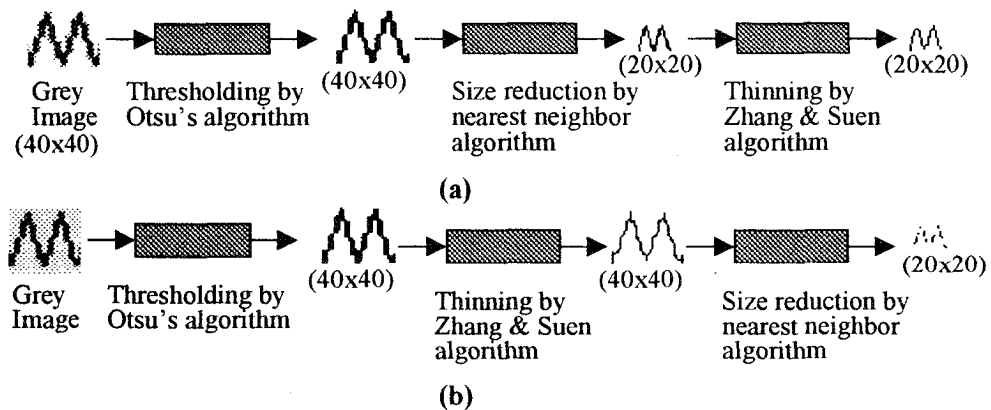 (40x40)
(20x20)
(20x20)
Grey
Image
(40x40)
Thresholding by
Otsu's algorithm
Size reduction by
nearest neighbor
algorithm
Thinning by
Zhang & Suen
algorithm
(a)
(40x40)
(40x40)
(20x20)
Grey
Image
Thresholding by
Otsu's algorithm
Thinning by
Zhang & Suen
algorithm
Size reduction by
nearest neighbor
algorithm
(b)